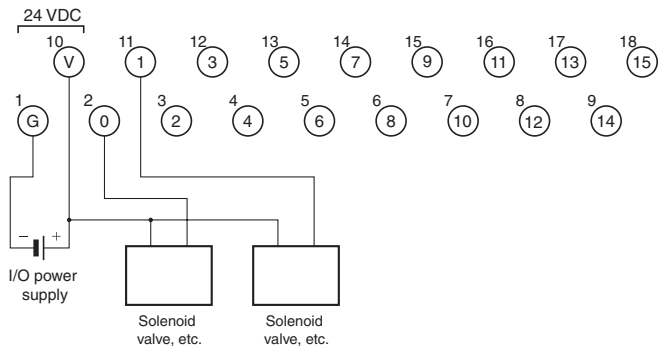 24 VDC
10 11 12 13 14 15 16 17 18
V 1 3 5 7 9 11 13 15
1 2 3 4 5 6 7 8 9
G 0 2 4 6 8 10 12 14
− +
I/O power
supply
Solenoid
valve, etc.
Solenoid
valve, etc.